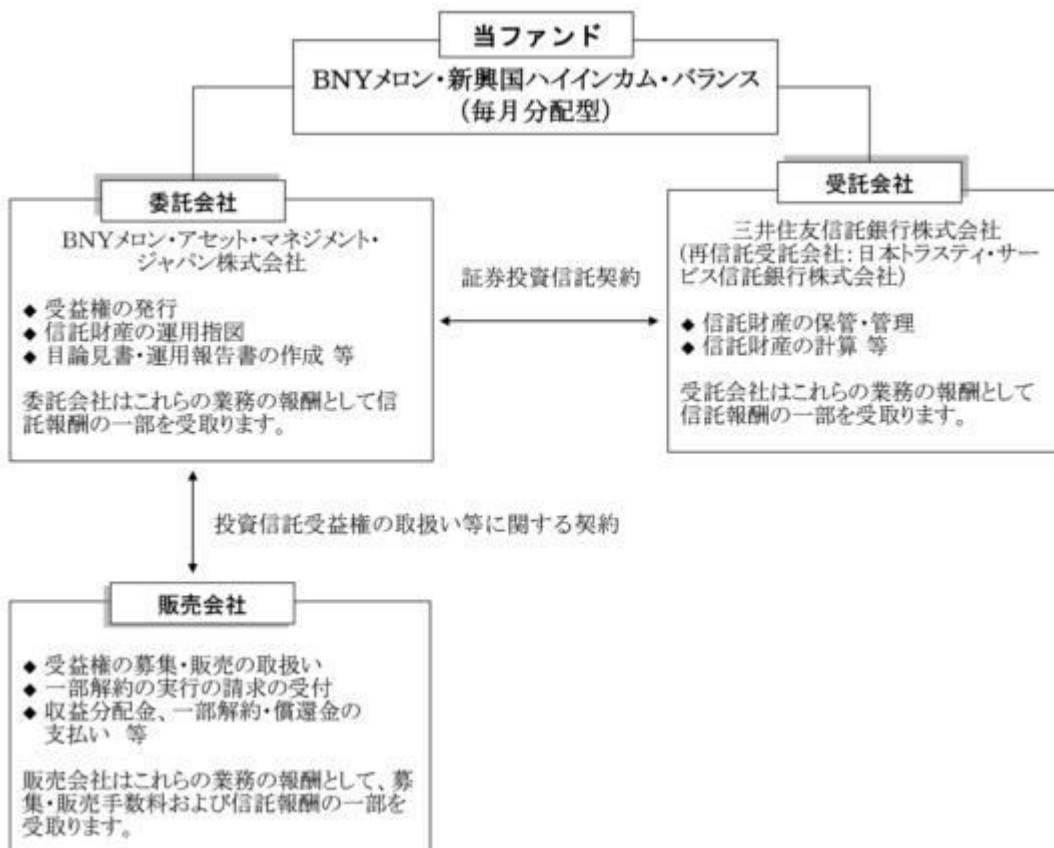 当ファンド
BNYメロン・新興国ハイインカム・バランス
(毎月分配型)
委託会社
BNYメロン・アセット・マネジメント・
ジャパン株式会社
◆ 受益権の発行
◆ 信託財産の運用指図
◆ 目論見書・運用報告書の作成 等
委託会社はこれらの業務の報酬として信
託報酬の一部を受取ります。
証券投資信託契約
受託会社
三井住友信託銀行株式会社
(再信託受託会社:日本トラスティ・サー
ビス信託銀行株式会社)
◆ 信託財産の保管・管理
◆ 信託財産の計算 等
受託会社はこれらの業務の報酬として
信託報酬の一部を受取ります。
投資信託受益権の取扱い等に関する契約
販売会社
◆ 受益権の募集・販売の取扱い
◆ 一部解約の実行の請求の受付
◆ 収益分配金、一部解約・償還金の
支払い 等
販売会社はこれらの業務の報酬として、募
集・販売手数料および信託報酬の一部を
受取ります。